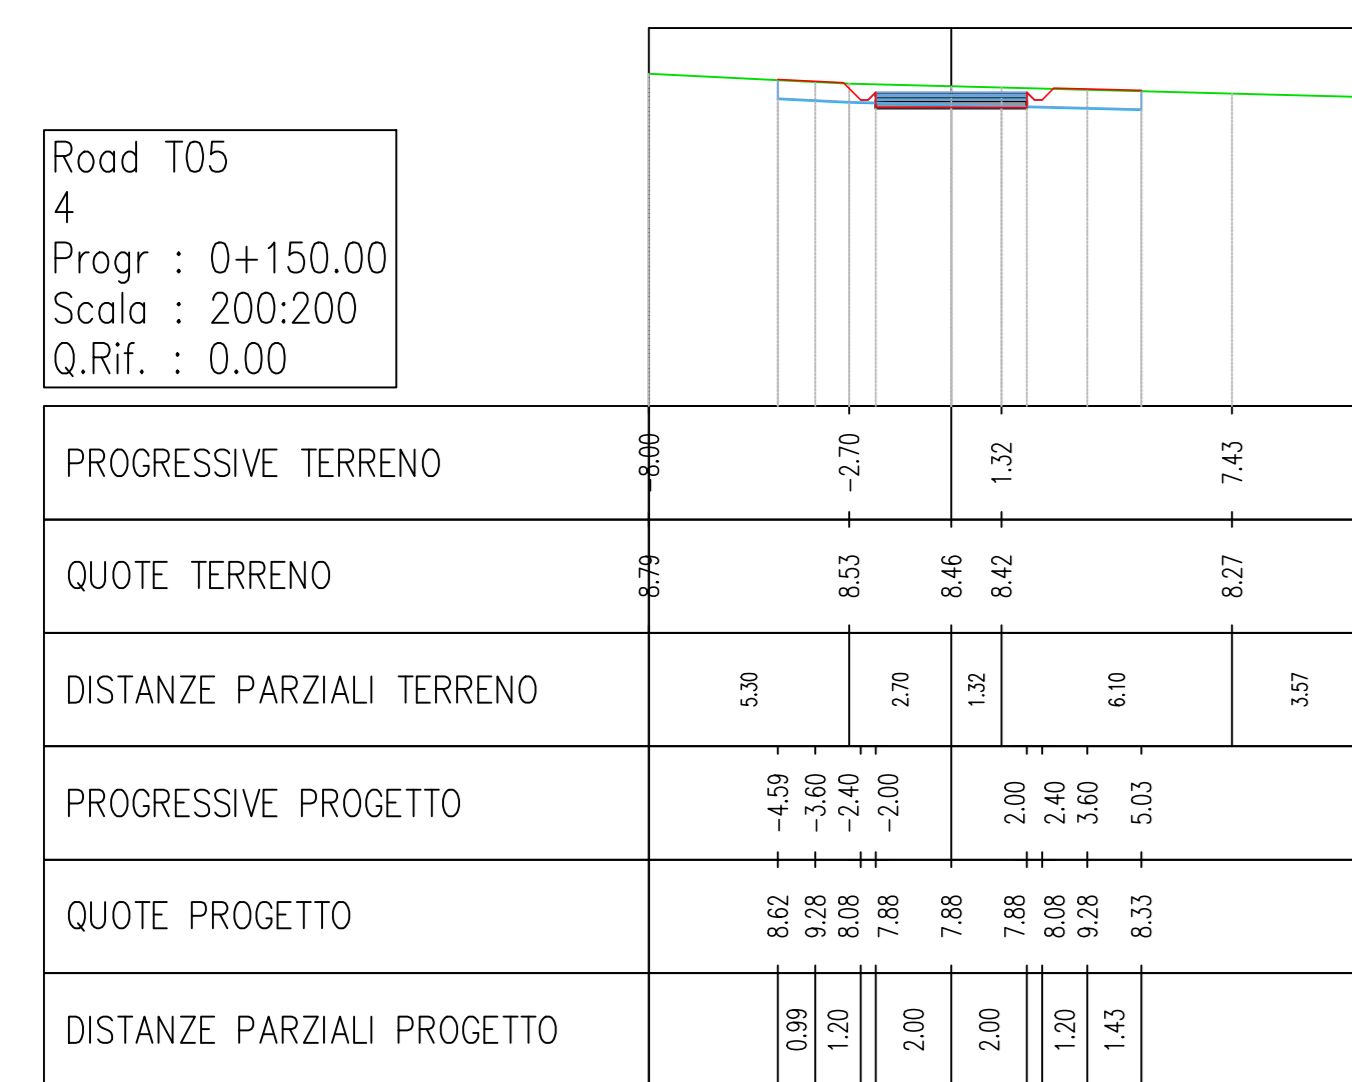 Road T05
4
Progr : 0+150.00
Scala : 200:200
Q.Rif. : 0.00
PROGRESSIVE TERRENO -8.00 -2.70 1.32 7.43
QUOTE TERRENO 8.79 8.53 8.46 8.42 8.27
DISTANZE PARZIALI TERRENO 5.30 2.70 1.32 6.10 3.57
PROGRESSIVE PROGETTO -4.59 -3.60 -2.40 -2.00 2.00 2.40 3.60 5.03
QUOTE PROGETTO 8.62 9.28 8.08 7.88 7.88 7.88 8.08 9.28 8.33
DISTANZE PARZIALI PROGETTO 0.99 1.20 2.00 2.00 1.20 1.43